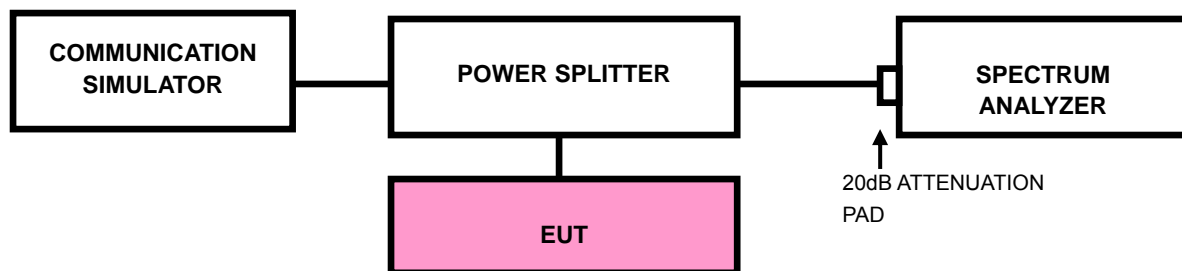 COMMUNICATION
SIMULATOR
POWER SPLITTER
SPECTRUM
ANALYZER
20dB ATTENUATION
PAD
EUT